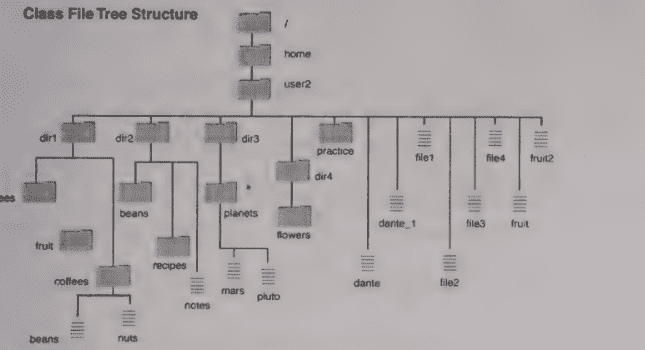 Class File Tree Structure
/
home
user2
dir1
dir2
dir3
practice
file1
file4
fruit2
dir4
ees
beans
planets
*
dante_1
file3
fruit
flowers
fruit
recipes
coffees
notes
mars
pluto
dante
file2
beans
nuts